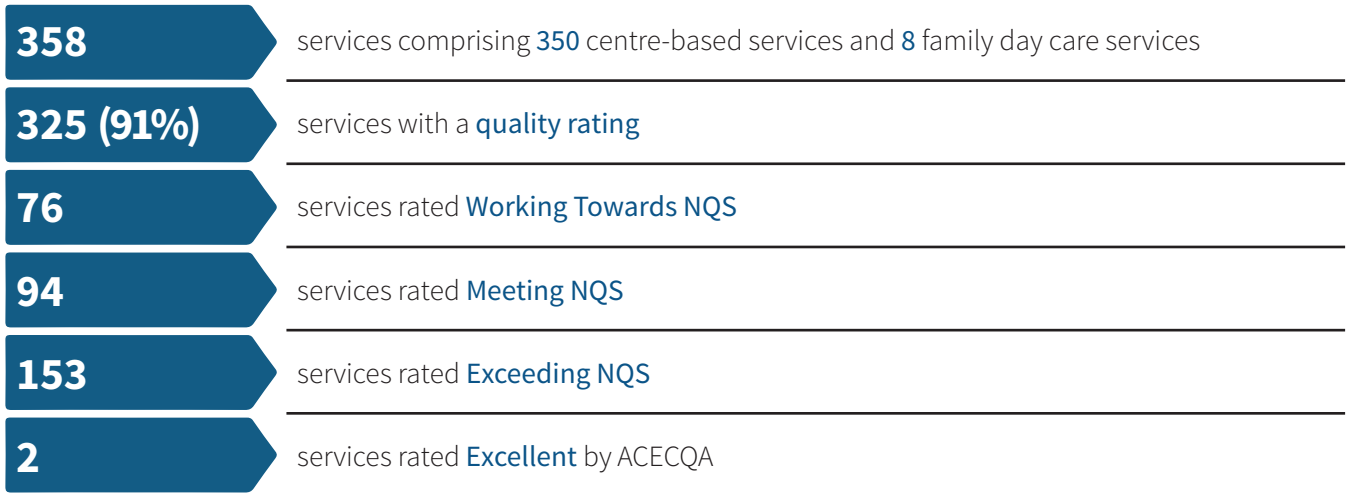 358 services comprising 350 centre-based services and 8 family day care services
325 (91%) services with a quality rating
76 services rated Working Towards NQS
94 services rated Meeting NQS
153 services rated Exceeding NQS
2 services rated Excellent by ACECQA